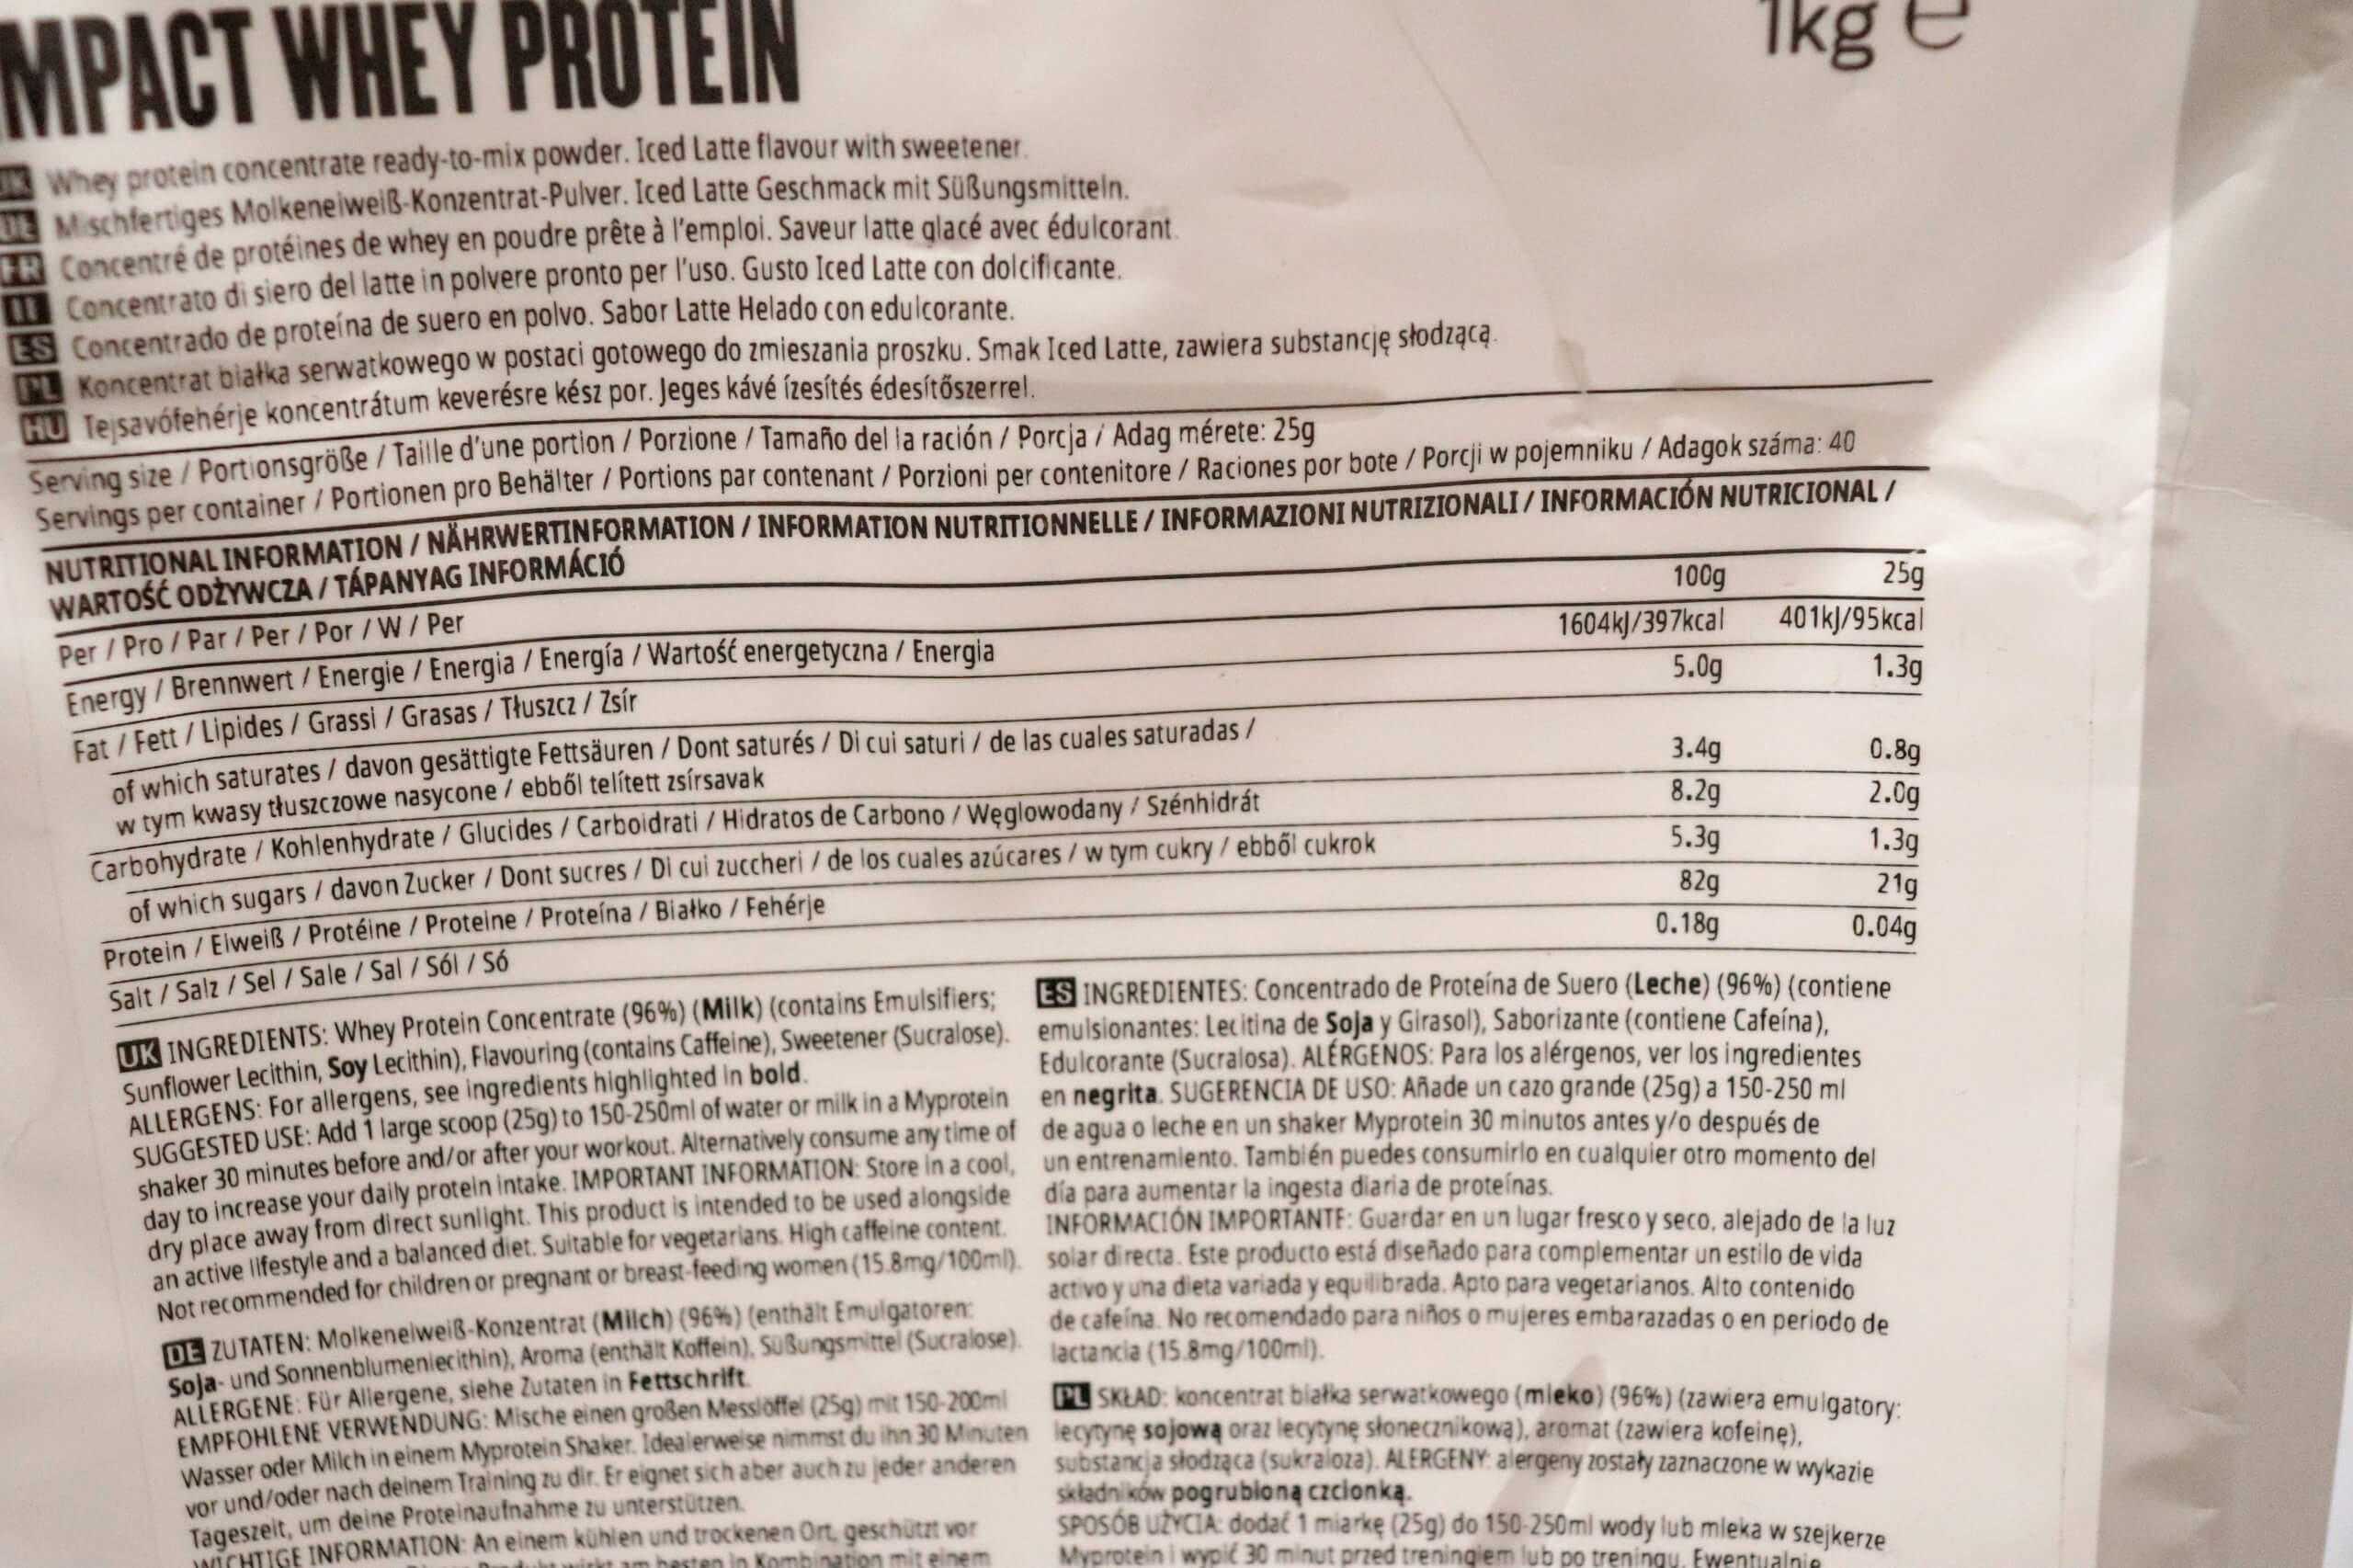 MPACT WHEY PROTEIN
1kg e
UK Whey protein concentrate ready-to-mix powder. Iced Latte flavour with sweetener.
DE Mischfertiges Molkeneiweiß-Konzentrat-Pulver. Iced Latte Geschmack mit Süßungsmitteln.
FR Concentré de protéines de whey en poudre prête à l'emploi. Saveur latte glacé avec édulcorant.
IT Concentrato di siero del latte in polvere pronto per l'uso. Gusto Iced Latte con dolcificante.
ES Concentrado de proteína de suero en polvo. Sabor Latte Helado con edulcorante.
PL Koncentrat białka serwatkowego w postaci gotowego do zmieszania proszku. Smak Iced Latte, zawiera substancję słodzącą.
HU Tejsavófehérje koncentrátum keverésre kész por. Jeges kávé ízesítés édesítőszerrel.
Serving size / Portionsgröße / Taille d'une portion / Porzione / Tamaño del la ración / Porcja / Adag mérete: 25g
Servings per container / Portionen pro Behälter / Portions par contenant / Porzioni per contenitore / Raciones por bote / Porcji w pojemniku / Adagok száma: 40
NUTRITIONAL INFORMATION / NÄHRWERTINFORMATION / INFORMATION NUTRITIONNELLE / INFORMAZIONI NUTRIZIONALI / INFORMACIÓN NUTRICIONAL /
WARTOŚĆ ODŻYWCZA / TÁPANYAG INFORMÁCIÓ
Per / Pro / Par / Per / Por / W / Per 100g 25g
Energy / Brennwert / Energie / Energia / Energía / Wartość energetyczna / Energia 1604kJ/397kcal 401kJ/95kcal
Fat / Fett / Lipides / Grassi / Grasas / Tłuszcz / Zsír 5.0g 1.3g
of which saturates / davon gesättigte Fettsäuren / Dont saturés / Di cui saturi / de las cuales saturadas /
w tym kwasy tłuszczowe nasycone / ebből telített zsírsavak 3.4g 0.8g
Carbohydrate / Kohlenhydrate / Glucides / Carboidrati / Hidratos de Carbono / Węglowodany / Szénhidrát 8.2g 2.0g
of which sugars / davon Zucker / Dont sucres / Di cui zuccheri / de los cuales azúcares / w tym cukry / ebből cukrok 5.3g 1.3g
Protein / Eiweiß / Protéine / Proteine / Proteína / Białko / Fehérje 82g 21g
Salt / Salz / Sel / Sale / Sal / Sól / Só 0.18g 0.04g
UK INGREDIENTS: Whey Protein Concentrate (96%) (Milk) (contains Emulsifiers;
Sunflower Lecithin, Soy Lecithin), Flavouring (contains Caffeine), Sweetener (Sucralose).
ALLERGENS: For allergens, see ingredients highlighted in bold.
SUGGESTED USE: Add 1 large scoop (25g) to 150-250ml of water or milk in a Myprotein
shaker 30 minutes before and/or after your workout. Alternatively consume any time of
day to increase your daily protein intake. IMPORTANT INFORMATION: Store in a cool,
dry place away from direct sunlight. This product is intended to be used alongside
an active lifestyle and a balanced diet. Suitable for vegetarians. High caffeine content.
Not recommended for children or pregnant or breast-feeding women (15.8mg/100ml).
DE ZUTATEN: Molkeneiweiß-Konzentrat (Milch) (96%) (enthält Emulgatoren:
Soja- und Sonnenblumenlecithin), Aroma (enthält Koffein), Süßungsmittel (Sucralose).
ALLERGENE: Für Allergene, siehe Zutaten in Fettschrift.
EMPFOHLENE VERWENDUNG: Mische einen großen Messlöffel (25g) mit 150-200ml
Wasser oder Milch in einem Myprotein Shaker. Idealerweise nimmst du ihn 30 Minuten
vor und/oder nach deinem Training zu dir. Er eignet sich aber auch zu jeder anderen
Tageszeit, um deine Proteinaufnahme zu unterstützen.
WICHTIGE INFORMATION: An einem kühlen und trockenen Ort, geschützt vor
Produkt wirkt am besten in Kombination mit einem
ES INGREDIENTES: Concentrado de Proteína de Suero (Leche) (96%) (contiene
emulsionantes: Lecitina de Soja y Girasol), Saborizante (contiene Cafeína),
Edulcorante (Sucralosa). ALÉRGENOS: Para los alérgenos, ver los ingredientes
en negrita. SUGERENCIA DE USO: Añade un cazo grande (25g) a 150-250 ml
de agua o leche en un shaker Myprotein 30 minutos antes y/o después de
un entrenamiento. También puedes consumirlo en cualquier otro momento del
día para aumentar la ingesta diaria de proteínas.
INFORMACIÓN IMPORTANTE: Guardar en un lugar fresco y seco, alejado de la luz
solar directa. Este producto está diseñado para complementar un estilo de vida
activo y una dieta variada y equilibrada. Apto para vegetarianos. Alto contenido
de cafeína. No recomendado para niños o mujeres embarazadas o en periodo de
lactancia (15.8mg/100ml).
PL SKŁAD: koncentrat białka serwatkowego (mleko) (96%) (zawiera emulgatory:
lecytynę sojową oraz lecytynę słonecznikową), aromat (zawiera kofeinę),
substancja słodząca (sukraloza). ALERGENY: alergeny zostały zaznaczone w wykazie
składników pogrubioną czcionką.
SPOSÓB UŻYCIA: dodać 1 miarkę (25g) do 150-250ml wody lub mleka w szejkerze
Myprotein i wypić 30 minut przed treningiem lub po treningu. Ewentualnie